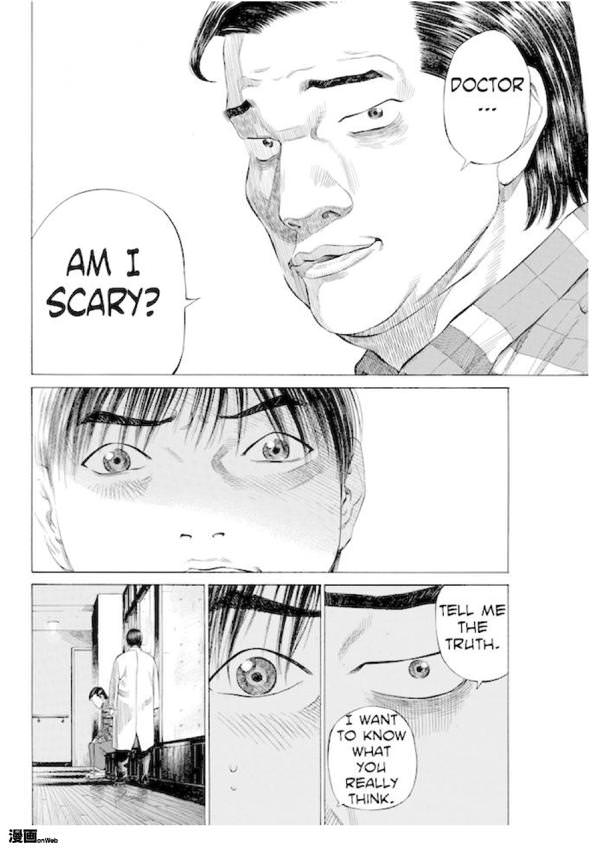 DOCTOR
...
AM I
SCARY?
TELL ME
THE
TRUTH.
I WANT
TO KNOW
WHAT
YOU
REALLY
THINK.
漫画onWeb